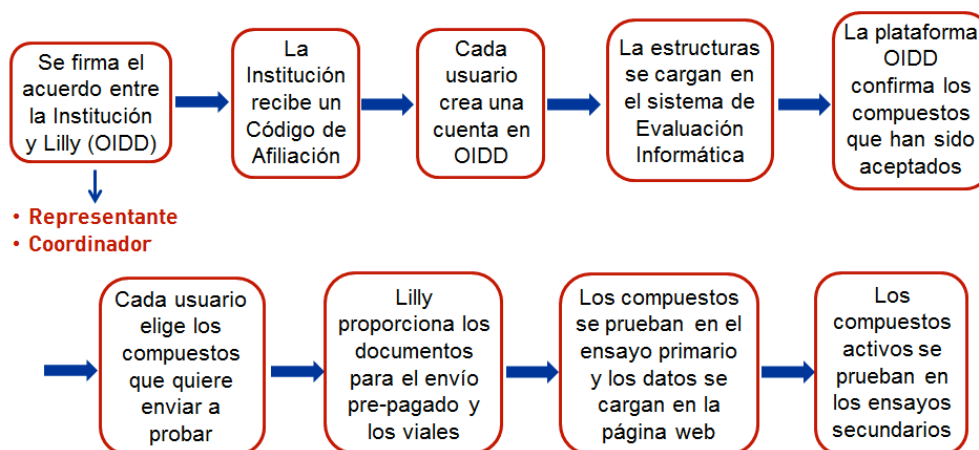 Se firma el
acuerdo entre
la Institución
y Lilly (OIDD)
La
Institución
recibe un
Código de
Afiliación
Cada
usuario
crea una
cuenta en
OIDD
La estructuras
se cargan en
el sistema de
Evaluación
Informática
La plataforma
OIDD
confirma los
compuestos
que han sido
aceptados
• Representante
• Coordinador
Cada usuario
elige los
compuestos
que quiere
enviar a
probar
Lilly
proporciona los
documentos
para el envío
pre-pagado y
los viales
Los compuestos
se prueban en el
ensayo primario
y los datos se
cargan en la
página web
Los
compuestos
activos se
prueban en
los ensayos
secundarios